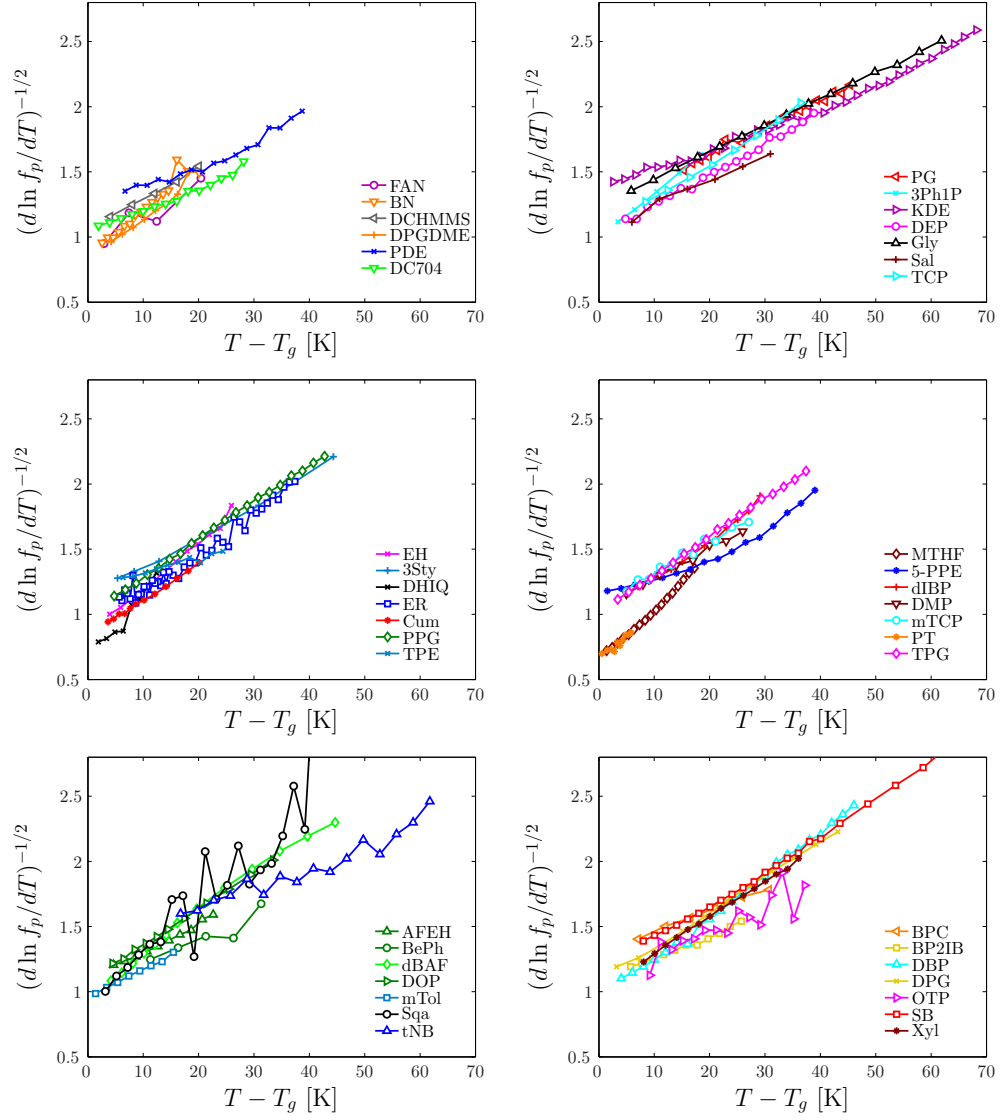 (d ln f_p/dT)^{-1/2}
2.5
2
1.5
1
0.5
0 10 20 30 40 50 60 70
T − T_g [K]
FAN
BN
DCHMMS
DPGDME
PDE
DC704
(d ln f_p/dT)^{-1/2}
2.5
2
1.5
1
0.5
0 10 20 30 40 50 60 70
T − T_g [K]
PG
3Ph1P
KDE
DEP
Gly
Sal
TCP
(d ln f_p/dT)^{-1/2}
2.5
2
1.5
1
0.5
0 10 20 30 40 50 60 70
T − T_g [K]
EH
3Sty
DHIQ
ER
Cum
PPG
TPE
(d ln f_p/dT)^{-1/2}
2.5
2
1.5
1
0.5
0 10 20 30 40 50 60 70
T − T_g [K]
MTHF
5-PPE
dIBP
DMP
mTCP
PT
TPG
(d ln f_p/dT)^{-1/2}
2.5
2
1.5
1
0.5
0 10 20 30 40 50 60 70
T − T_g [K]
AFEH
BePh
dBAF
DOP
mTol
Sqa
tNB
(d ln f_p/dT)^{-1/2}
2.5
2
1.5
1
0.5
0 10 20 30 40 50 60 70
T − T_g [K]
BPC
BP2IB
DBP
DPG
OTP
SB
Xyl